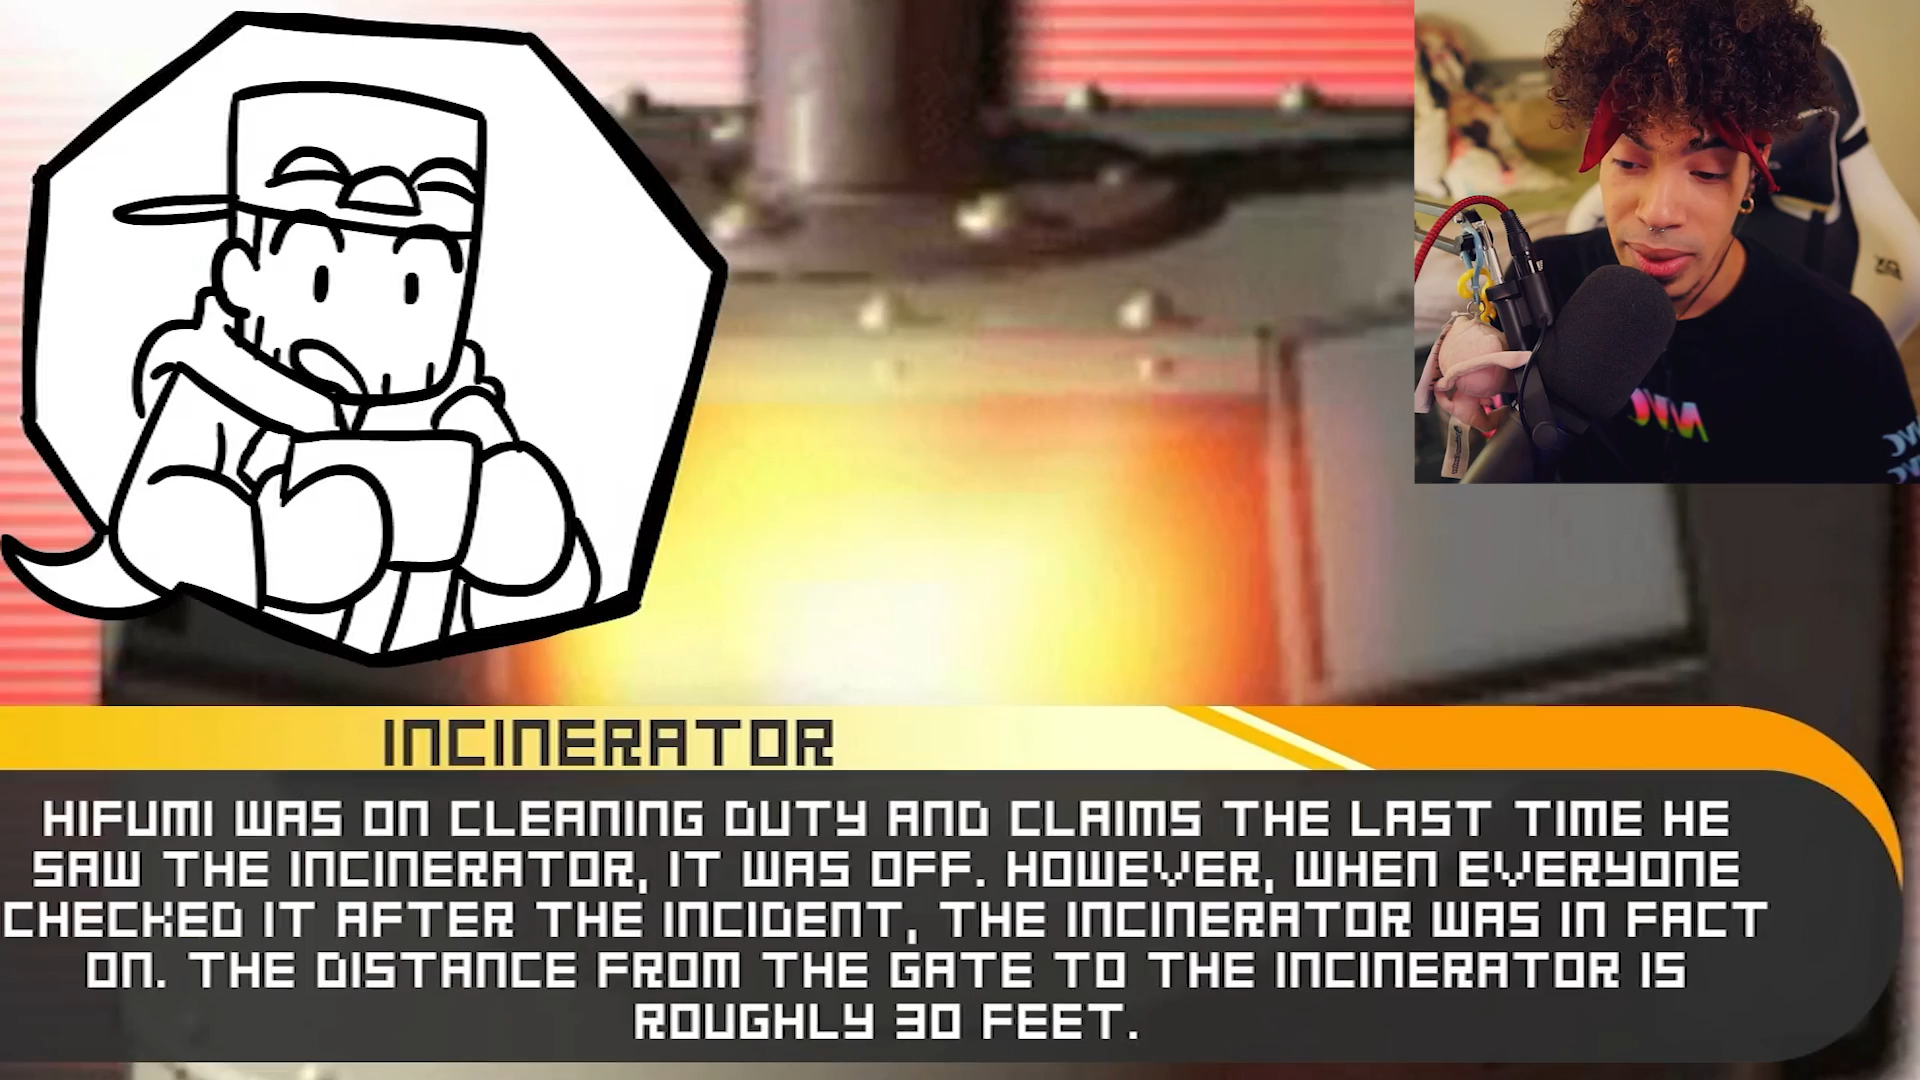 INCINERATOR
HIFUMI WAS ON CLEANING DUTY AND CLAIMS THE LAST TIME HE
SAW THE INCINERATOR, IT WAS OFF. HOWEVER, WHEN EVERYONE
CHECKED IT AFTER THE INCIDENT, THE INCINERATOR WAS IN FACT
ON. THE DISTANCE FROM THE GATE TO THE INCINERATOR IS
ROUGHLY 30 FEET.